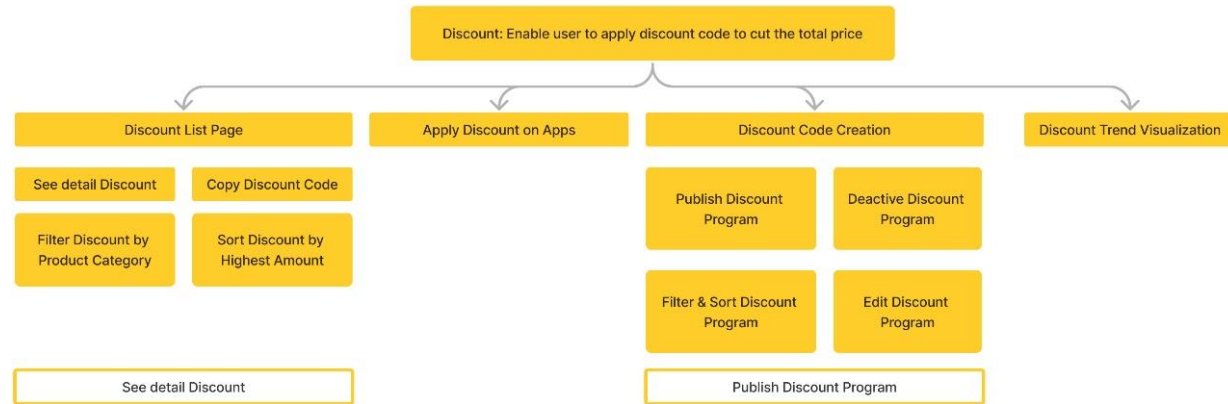 Discount: Enable user to apply discount code to cut the total price
Discount List Page
Apply Discount on Apps
Discount Code Creation
Discount Trend Visualization
See detail Discount
Copy Discount Code
Filter Discount by
Product Category
Sort Discount by
Highest Amount
Publish Discount
Program
Deactive Discount
Program
Filter & Sort Discount
Program
Edit Discount
Program
See detail Discount
Publish Discount Program